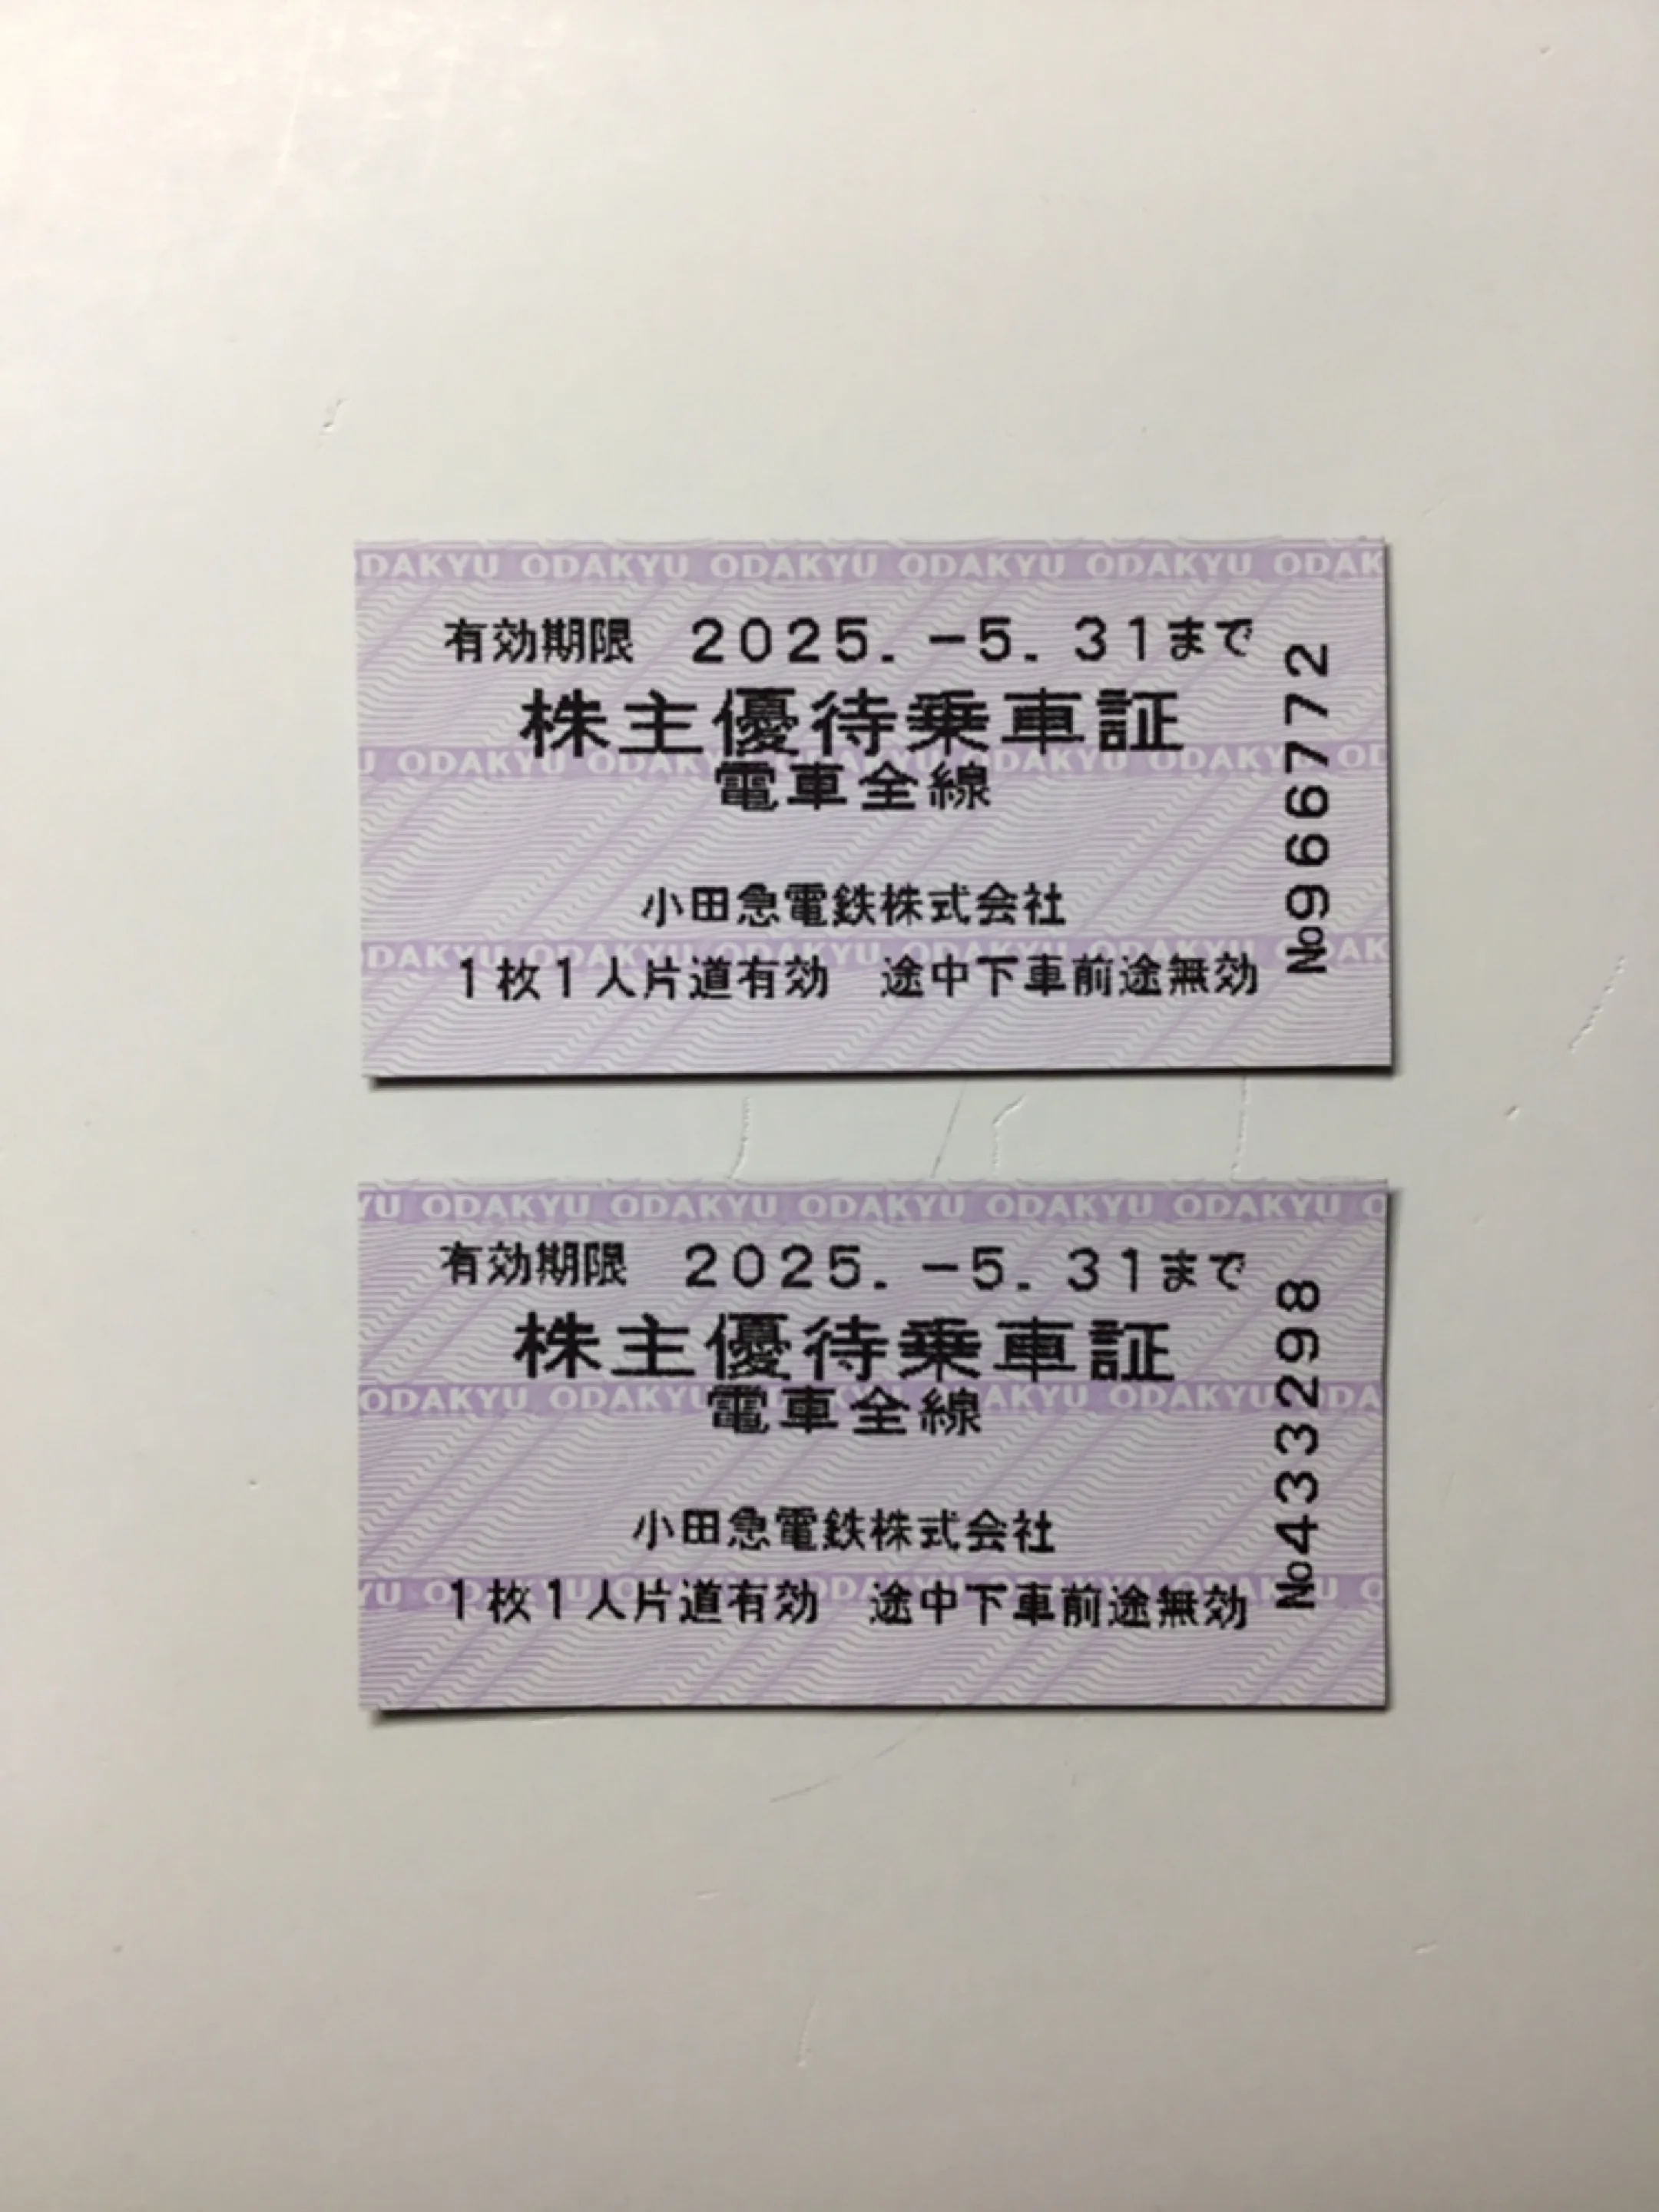 ODAKYU ODAKYU ODAKYU ODAKYU ODAK
有効期限 2025.-5.31まで
株主優待乗車証
電車全線
小田急電鉄株式会社
1枚1人片道有効 途中下車前途無効
№966772
YU ODAKYU ODAKYU ODAKYU ODAKYU ODAKYU O
有効期限 2025.-5.31まで
株主優待乗車証
電車全線
小田急電鉄株式会社
1枚1人片道有効 途中下車前途無効
№433298